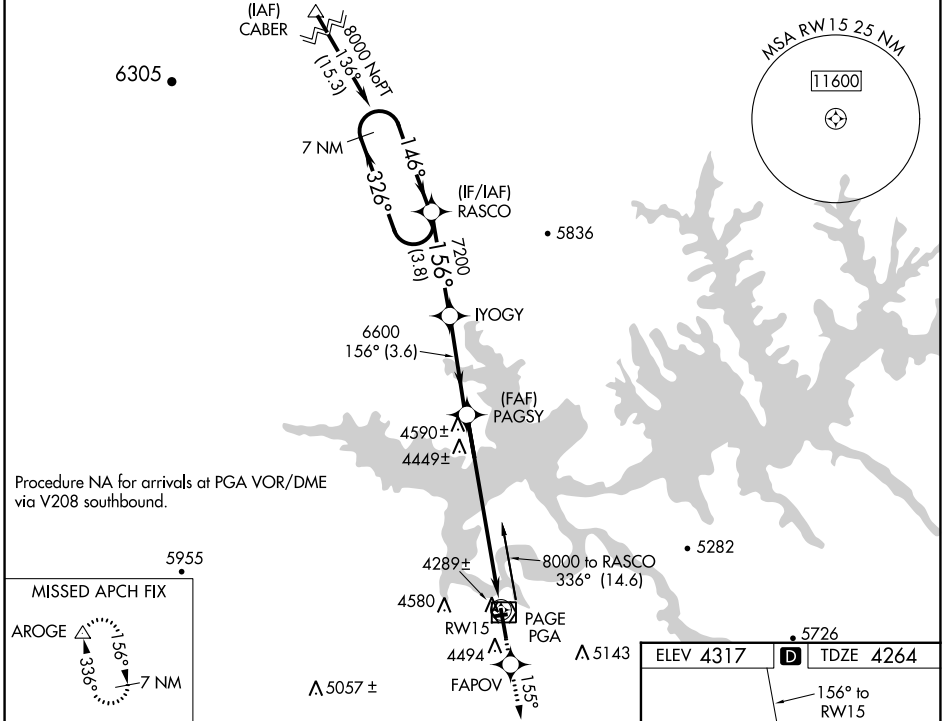 (IAF)
CABER
8000 NoPT
136°
(15.3)
6305
MSA RW15 25 NM
11600
7 NM
146°
326°
(IF/IAF)
RASCO
5836
7200
156°
(3.8)
IYOGY
6600
156° (3.6)
(FAF)
PAGSY
4590±
4449±
Procedure NA for arrivals at PGA VOR/DME
via V208 southbound.
5955
5282
8000 to RASCO
336° (14.6)
4289±
4580
RW15
PAGE
PGA
4494
5143
FAPOV
155°
5057 ±
5726
MISSED APCH FIX
AROGE
156°
336°
7 NM
ELEV 4317 D TDZE 4264
156° to
RW15